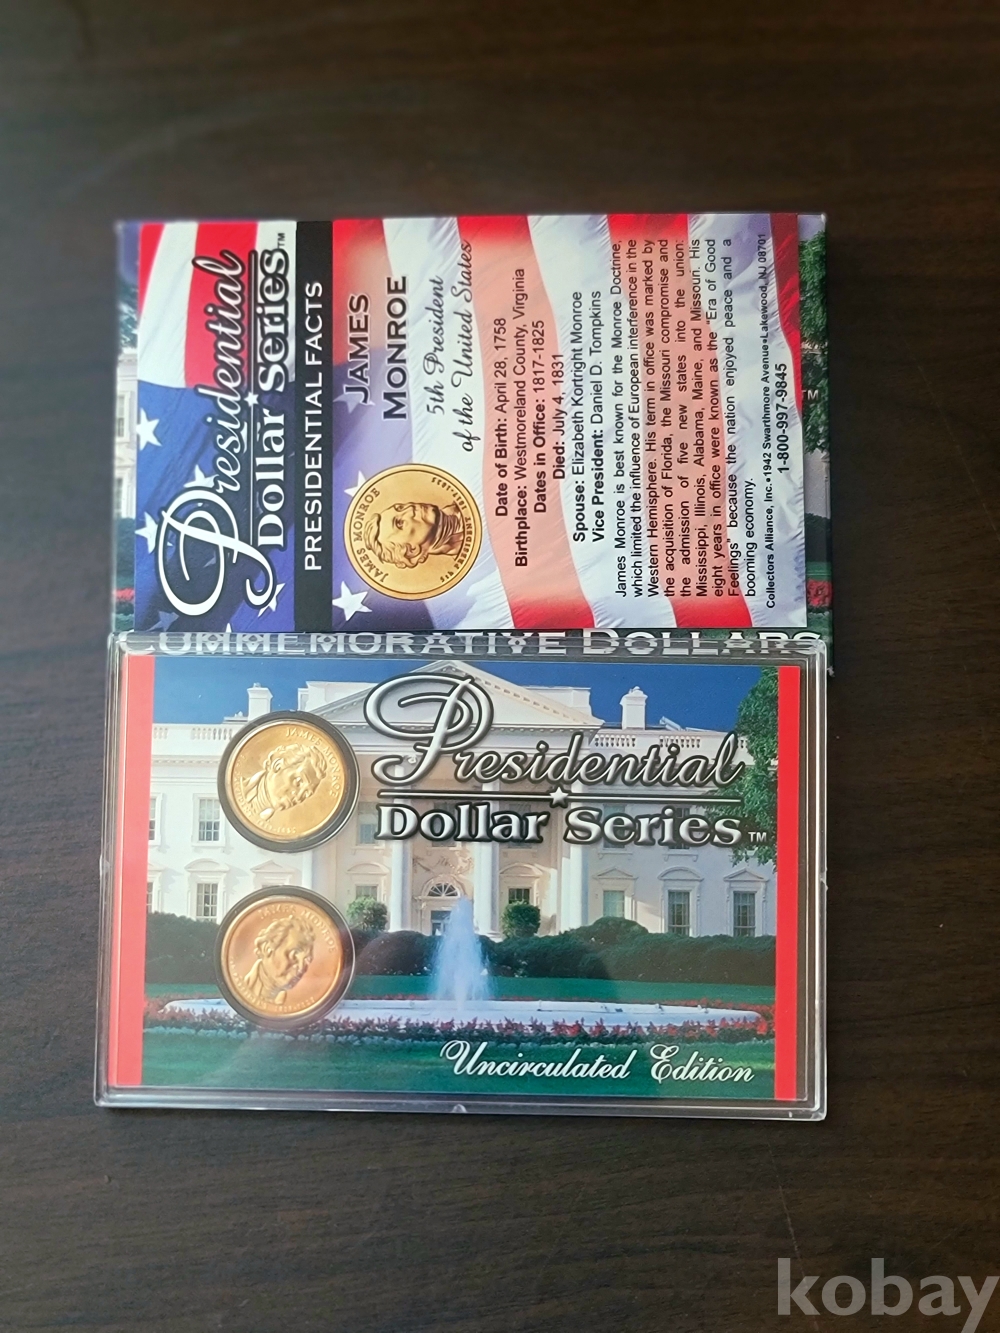 Presidential
Dollar Series™
PRESIDENTIAL FACTS
JAMES
MONROE
5th President
of the United States
JAMES MONROE
Date of Birth: April 28, 1758
Birthplace: Westmoreland County, Virginia
Dates in Office: 1817-1825
Died: July 4, 1831
Spouse: Elizabeth Kortright Monroe
Vice President: Daniel D. Tompkins
James Monroe is best known for the Monroe Doctrine,
which limited the influence of European interference in the
Western Hemisphere. His term in office was marked by
the acquisition of Florida, the Missouri compromise and
the admission of five new states into the union:
Mississippi, Illinois, Alabama, Maine, and Missouri. His
eight years in office were known as the "Era of Good
Feelings" because the nation enjoyed peace and a
booming economy.
Collectors Alliance, Inc.•1942 Swarthmore Avenue•Lakewood, NJ 08701
1-800-997-9845
COMMEMORATIVE DOLLARS
Presidential
Dollar Series™
JAMES MONROE
JAMES MONROE
Uncirculated Edition
kobay